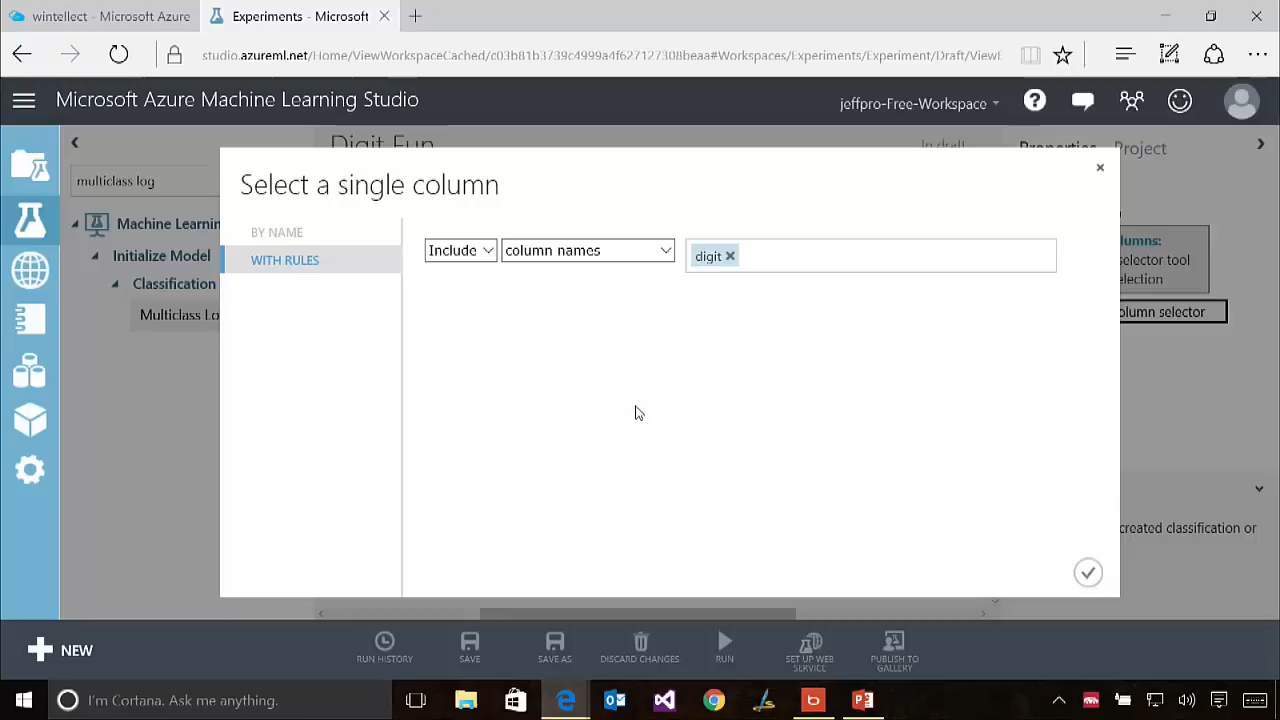 wintellect - Microsoft Azure
Experiments - Microsoft
studio.azureml.net/Home/ViewWorkspaceCached/c03b81b3739c4999a4f627127308beaa#Workspaces/Experiments/Experiment/Draft/ViewE
Microsoft Azure Machine Learning Studio
jeffpro-Free-Workspace
Digit Fun
In draft
Properties
Project
multiclass log
Select a single column
Machine Learnin
BY NAME
Include
column names
digit
WITH RULES
Initialize Model
Classification
Multiclass Lo
lumns:
selector tool
election
olumn selector
created classification or
NEW
RUN HISTORY
SAVE
SAVE AS
DISCARD CHANGES
RUN
SET UP WEB SERVICE
PUBLISH TO GALLERY
I'm Cortana. Ask me anything.